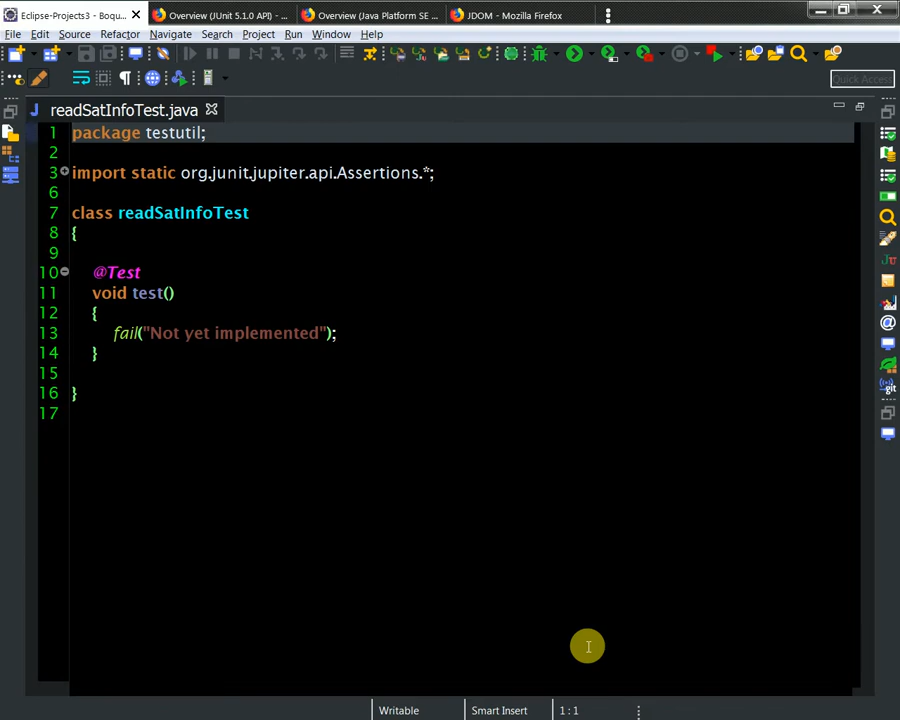 Eclipse-Projects3 - Boqu...
Overview (JUnit 5.1.0 API) - ...
Overview (Java Platform SE ...
JDOM - Mozilla Firefox
File Edit Source Refactor Navigate Search Project Run Window Help
Quick Access
readSatInfoTest.java
1 package testutil;
2
3 import static org.junit.jupiter.api.Assertions.*;
6
7 class readSatInfoTest
8 {
9
10 @Test
11 void test()
12 {
13 fail("Not yet implemented");
14 }
15
16 }
17
Writable Smart Insert 1 : 1